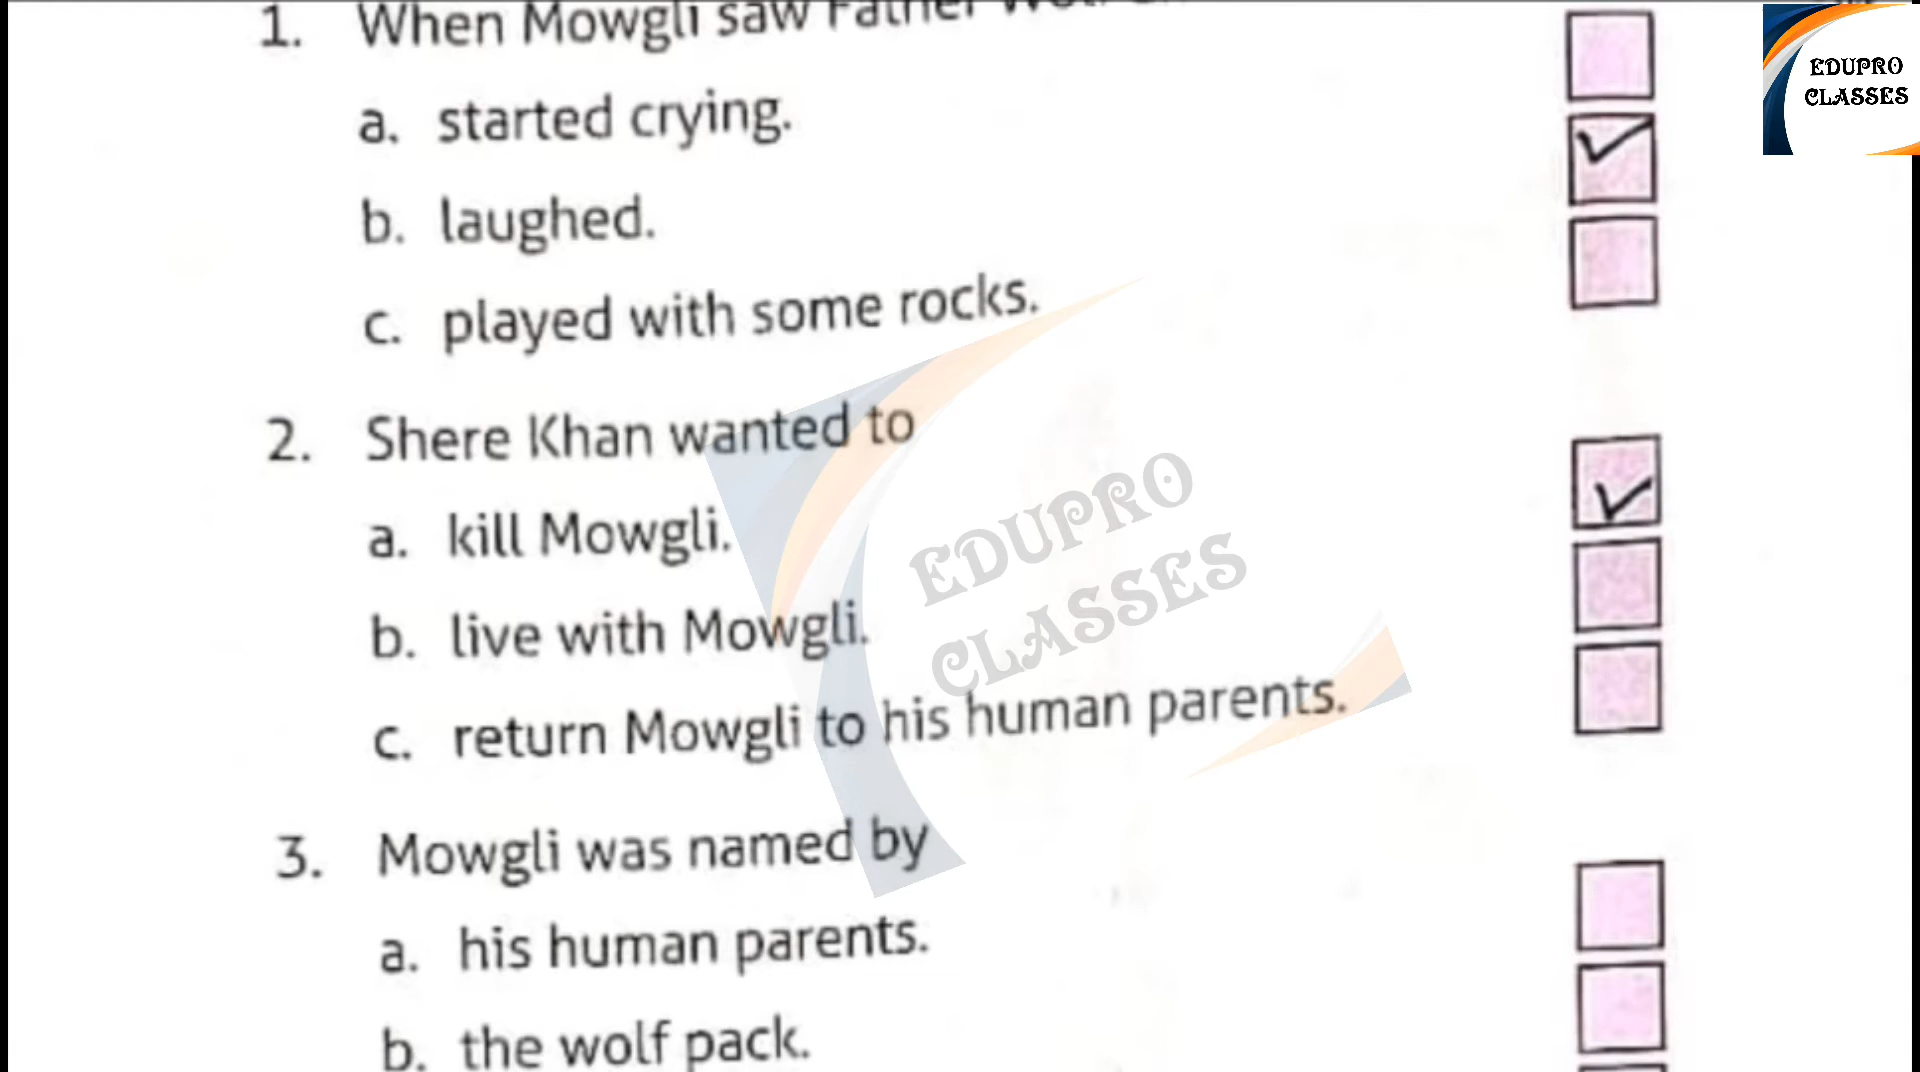 1. When Mowgli saw Father
a. started crying.
b. laughed.
c. played with some rocks.
2. Shere Khan wanted to
a. kill Mowgli.
b. live with Mowgli.
c. return Mowgli to his human parents.
3. Mowgli was named by
a. his human parents.
b. the wolf pack.
EDUPRO
CLASSES
EDUPRO
CLASSES